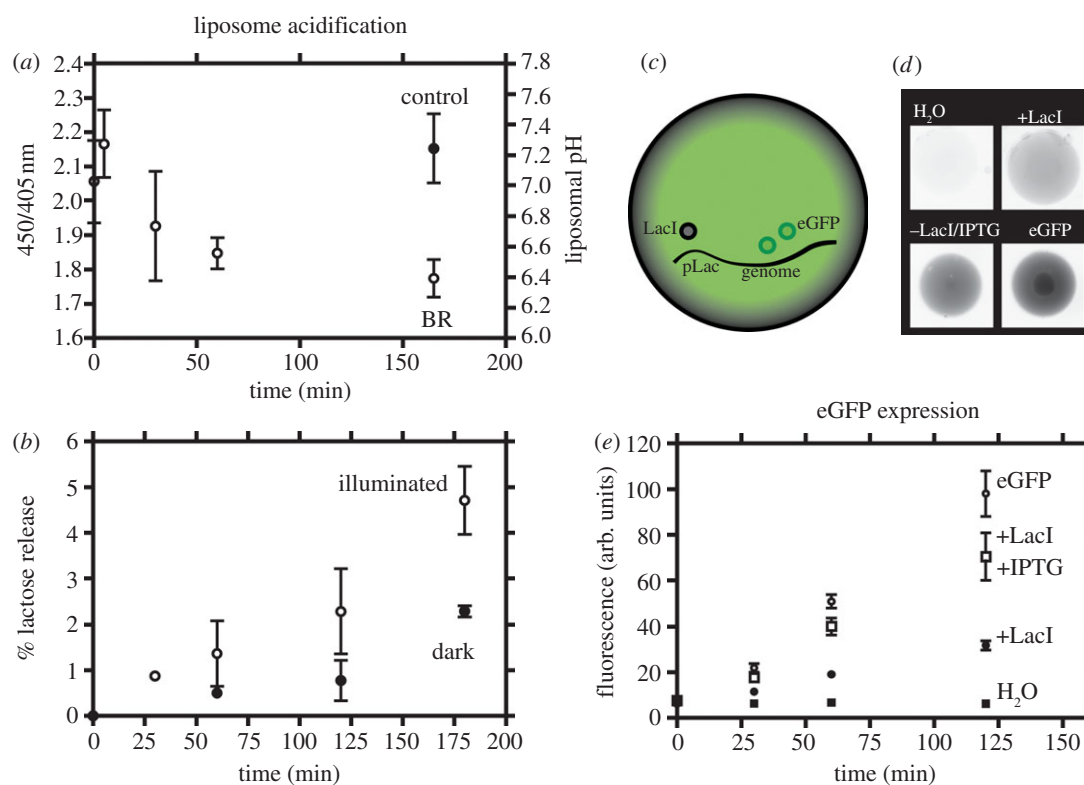 liposome acidification
(a)
2.4
2.3
2.2
2.1
2.0
1.9
1.8
1.7
1.6
450/405 nm
7.8
7.6
7.4
7.2
7.0
6.8
6.6
6.4
6.2
6.0
liposomal pH
control
BR
0 50 100 150 200
time (min)
(b)
6
5
4
3
2
1
0
% lactose release
illuminated
dark
0 25 50 75 100 125 150 175 200
time (min)
(c)
LacI
eGFP
pLac
genome
(d)
H₂O
+LacI
–LacI/IPTG
eGFP
eGFP expression
(e)
120
100
80
60
40
20
0
fluorescence (arb. units)
eGFP
+LacI
+IPTG
+LacI
H₂O
0 25 50 75 100 125 150
time (min)